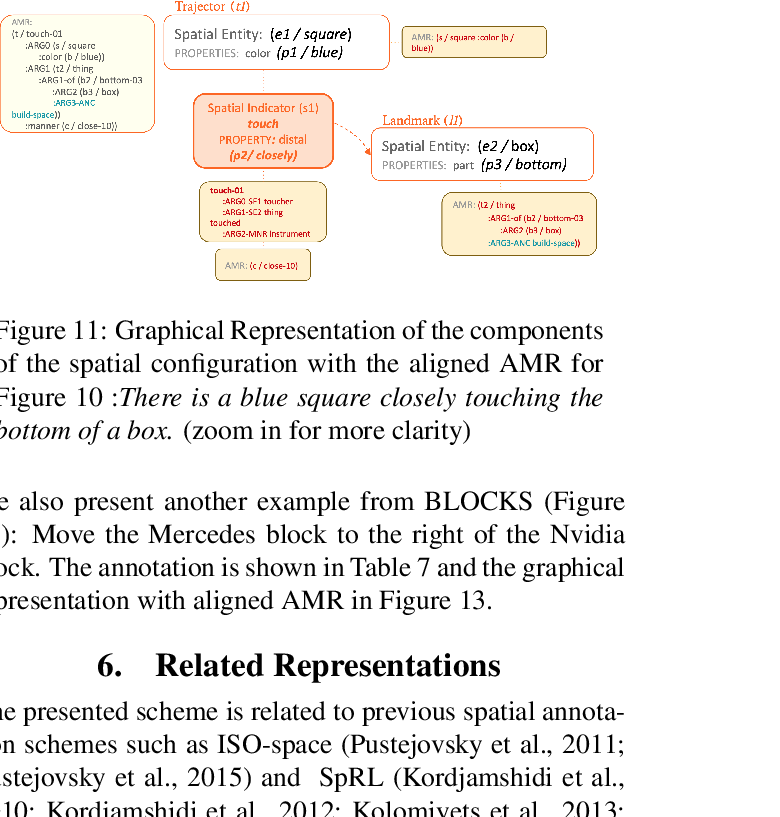 Trajector (t1)
AMR:
(t / touch-01
:ARG0 (s / square
:color (b / blue))
:ARG1 (t2 / thing
:ARG1-of (b2 / bottom-03
:ARG2 (b3 / box)
:ARG3-ANC
build-space))
:manner (c / close-10))
Spatial Entity: (e1 / square)
PROPERTIES: color (p1 / blue)
AMR: (s / square :color (b /
blue))
Spatial Indicator (s1)
touch
PROPERTY: distal
(p2/ closely)
Landmark (l1)
Spatial Entity: (e2 / box)
PROPERTIES: part (p3 / bottom)
touch-01
:ARG0-SE1 toucher
:ARG1-SE2 thing
touched
:ARG2-MNR instrument
AMR: (c / close-10)
AMR: (t2 / thing
:ARG1-of (b2 / bottom-03
:ARG2 (b3 / box)
:ARG3-ANC build-space))
Figure 11: Graphical Representation of the components
of the spatial configuration with the aligned AMR for
Figure 10 :There is a blue square closely touching the
bottom of a box. (zoom in for more clarity)
e also present another example from BLOCKS (Figure
): Move the Mercedes block to the right of the Nvidia
ock. The annotation is shown in Table 7 and the graphical
presentation with aligned AMR in Figure 13.
6. Related Representations
he presented scheme is related to previous spatial annota-
on schemes such as ISO-space (Pustejovsky et al., 2011;
ustejovsky et al., 2015) and SpRL (Kordjamshidi et al.,
10; Kordjamshidi et al., 2012; Kolomiyets et al., 2013;